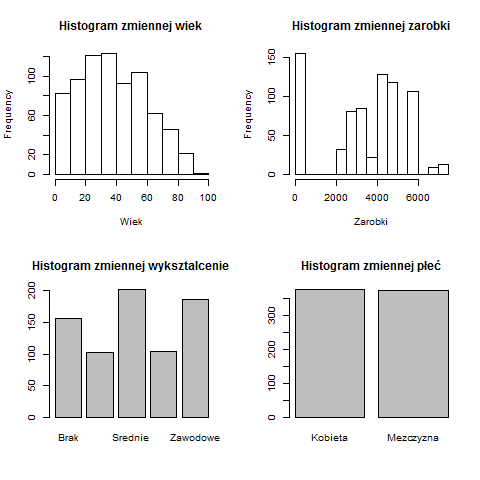 Histogram zmiennej wiek
Frequency
20
60
100
0
20
40
60
80
100
Wiek
Histogram zmiennej zarobki
Frequency
0
50
100
150
0
2000
4000
6000
Zarobki
Histogram zmiennej wyksztalcenie
0
50
100
150
200
Brak
Srednie
Zawodowe
Histogram zmiennej płeć
0
100
200
300
Kobieta
Mezczyzna